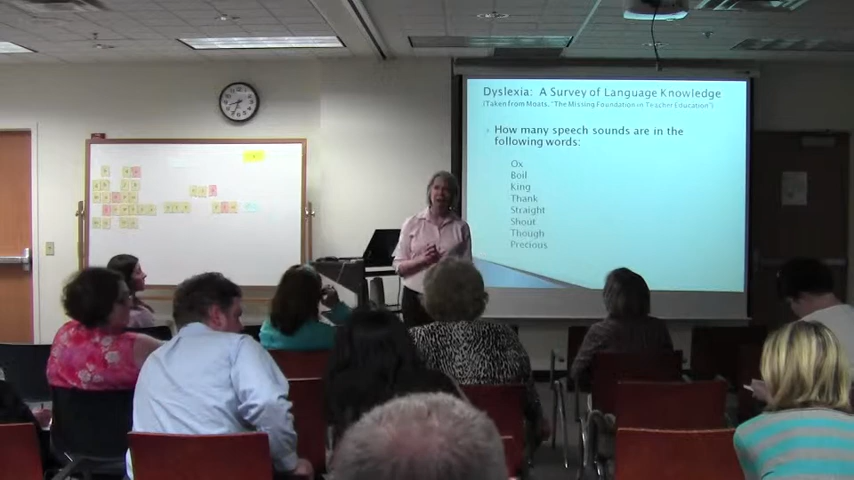 Dyslexia: A Survey of Language Knowledge
(Taken from Moats, "The Missing Foundation in Teacher Education")
How many speech sounds are in the
following words:
Ox
Boil
King
Thank
Straight
Shout
Though
Precious